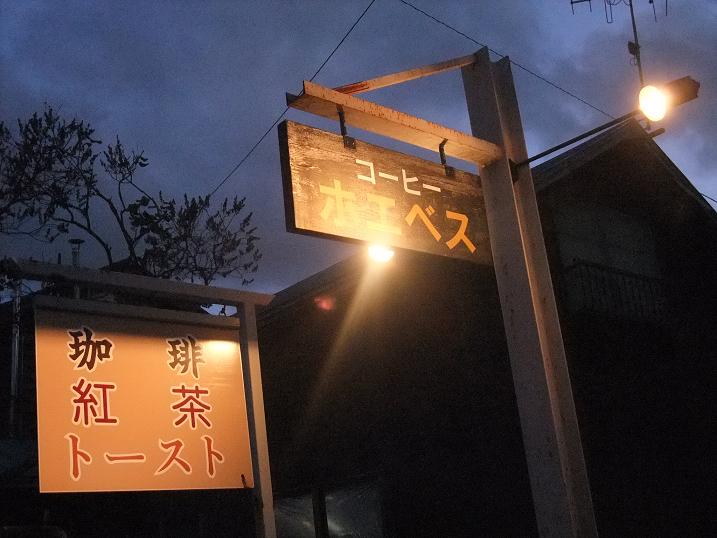 コーヒー
ホエベス
珈琲
紅茶
トースト